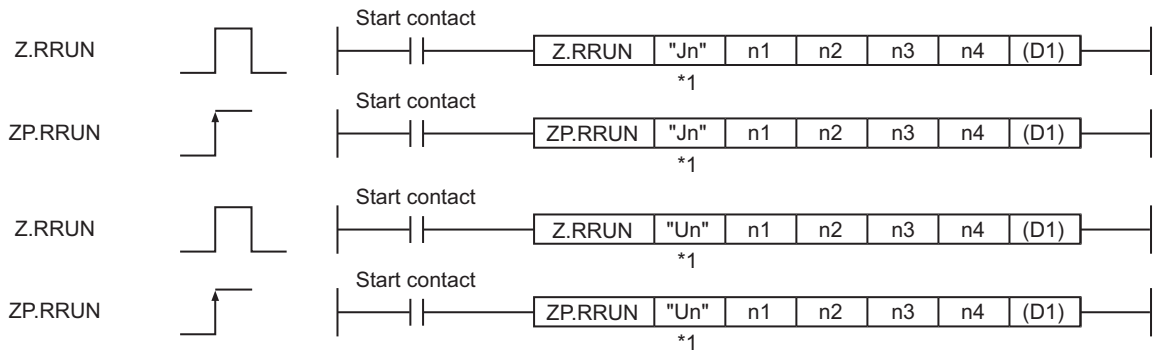 Start contact
Z.RRUN Z.RRUN "Jn" n1 n2 n3 n4 (D1)
*1
Start contact
ZP.RRUN ZP.RRUN "Jn" n1 n2 n3 n4 (D1)
*1
Start contact
Z.RRUN Z.RRUN "Un" n1 n2 n3 n4 (D1)
*1
Start contact
ZP.RRUN ZP.RRUN "Un" n1 n2 n3 n4 (D1)
*1